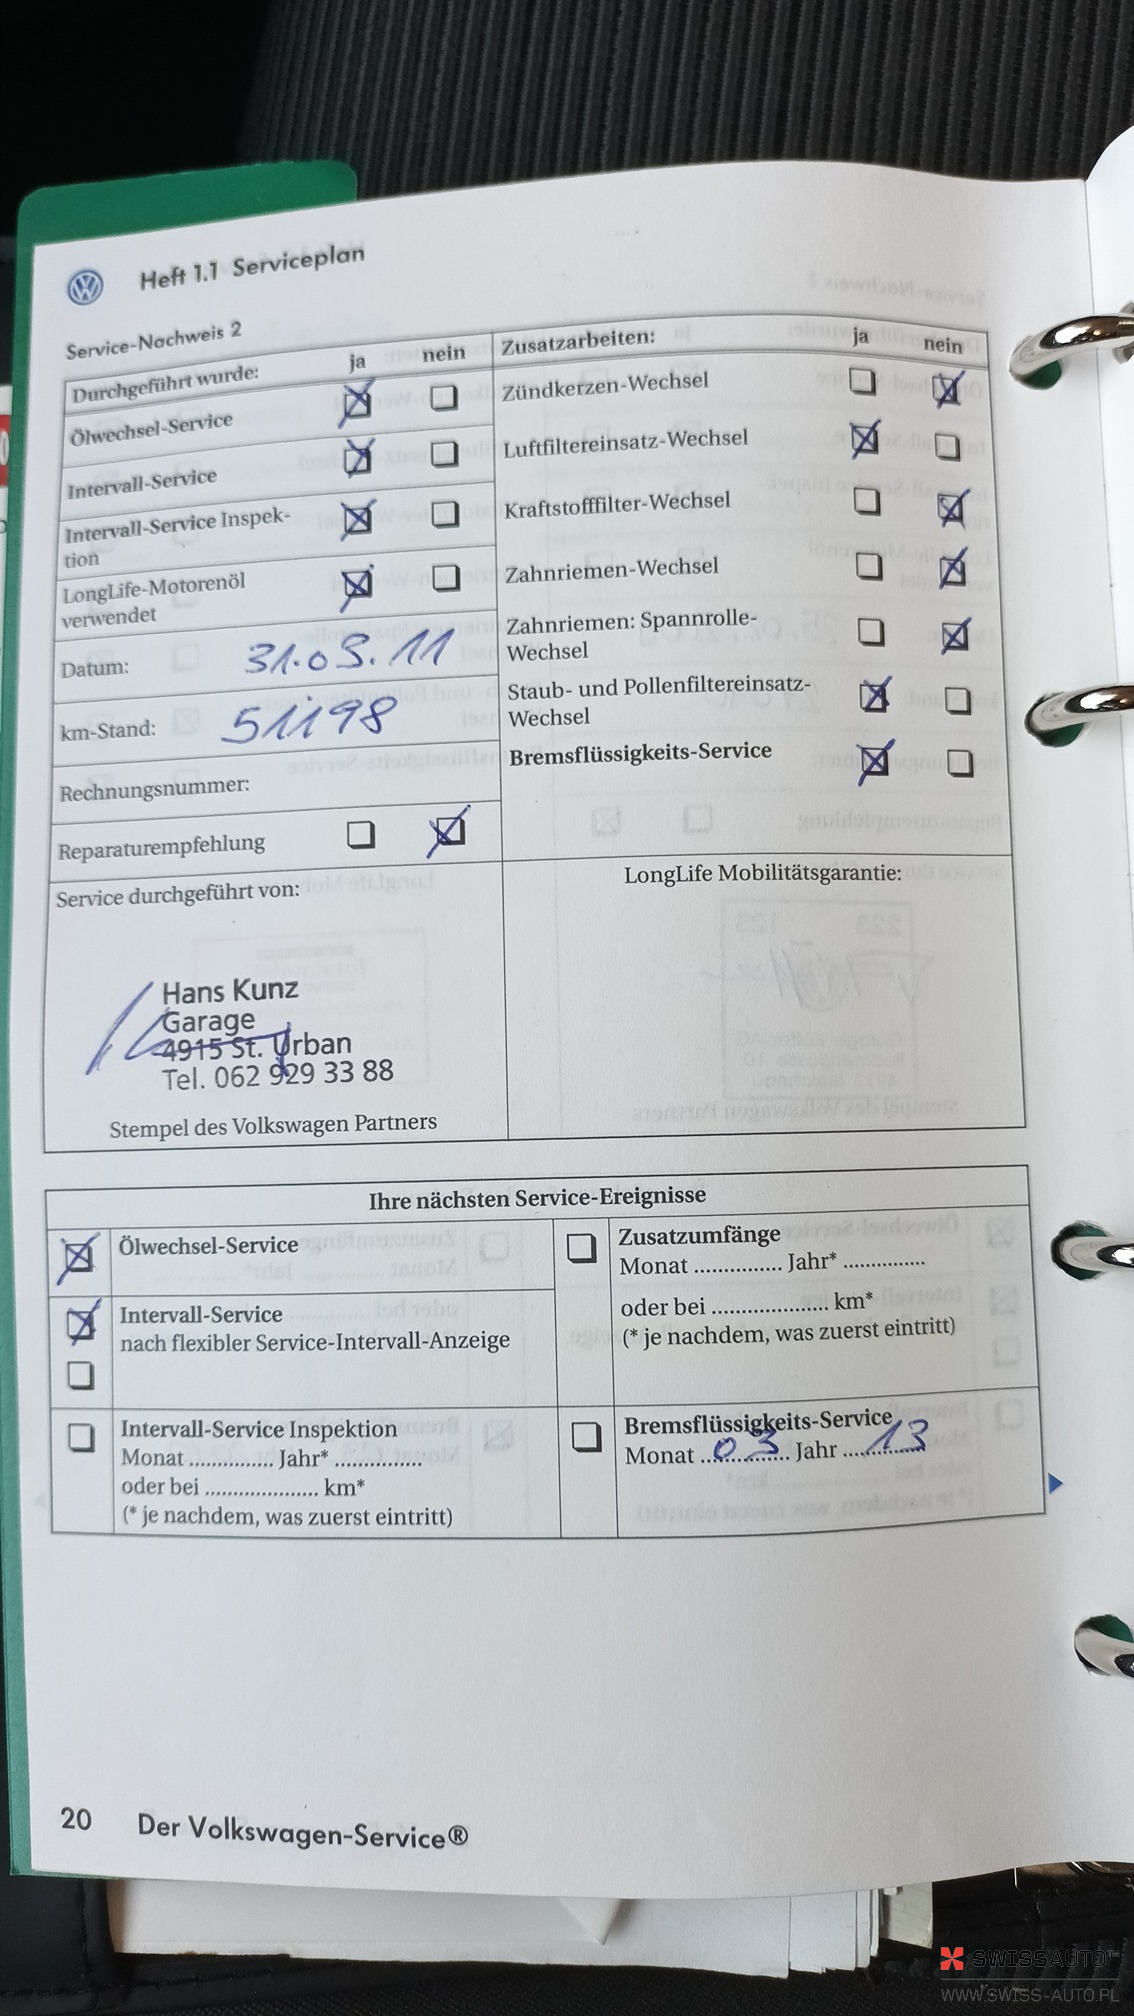 Heft 1.1 Serviceplan
Service-Nachweis 2
Durchgeführt wurde: ja nein
Ölwechsel-Service
Intervall-Service
Intervall-Service Inspek-
tion
LongLife-Motorenöl
verwendet
Datum: 31.03.11
km-Stand: 51198
Rechnungsnummer:
Reparaturempfehlung
Zusatzarbeiten: ja nein
Zündkerzen-Wechsel
Luftfiltereinsatz-Wechsel
Kraftstofffilter-Wechsel
Zahnriemen-Wechsel
Zahnriemen: Spannrolle-
Wechsel
Staub- und Pollenfiltereinsatz-
Wechsel
Bremsflüssigkeits-Service
Service durchgeführt von:
Hans Kunz
Garage
4915 St. Urban
Tel. 062 929 33 88
Stempel des Volkswagen Partners
LongLife Mobilitätsgarantie:
Ihre nächsten Service-Ereignisse
Ölwechsel-Service
Intervall-Service
nach flexibler Service-Intervall-Anzeige
Intervall-Service Inspektion
Monat ............... Jahr* ...............
oder bei .................... km*
(* je nachdem, was zuerst eintritt)
Zusatzumfänge
Monat ............... Jahr* ..............
oder bei .................... km*
(* je nachdem, was zuerst eintritt)
Bremsflüssigkeits-Service
Monat 03 Jahr 13
20 Der Volkswagen-Service®
SWISSAUTO™
WWW.SWISS-AUTO.PL